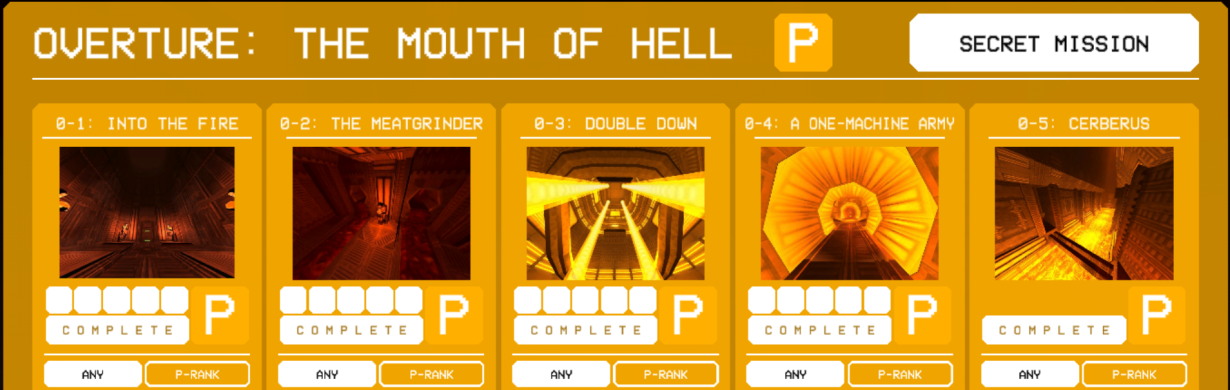 OVERTURE: THE MOUTH OF HELL P SECRET MISSION
0-1: INTO THE FIRE 0-2: THE MEATGRINDER 0-3: DOUBLE DOWN 0-4: A ONE-MACHINE ARMY 0-5: CERBERUS
P P P P P
COMPLETE COMPLETE COMPLETE COMPLETE COMPLETE
ANY P-RANK ANY P-RANK ANY P-RANK ANY P-RANK ANY P-RANK